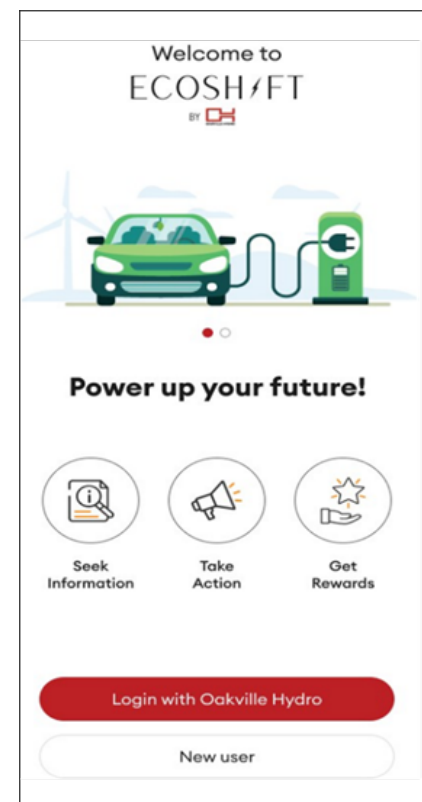 Welcome to
ECOSHIFT
BY OH
Power up your future!
Seek
Information
Take
Action
Get
Rewards
Login with Oakville Hydro
New user